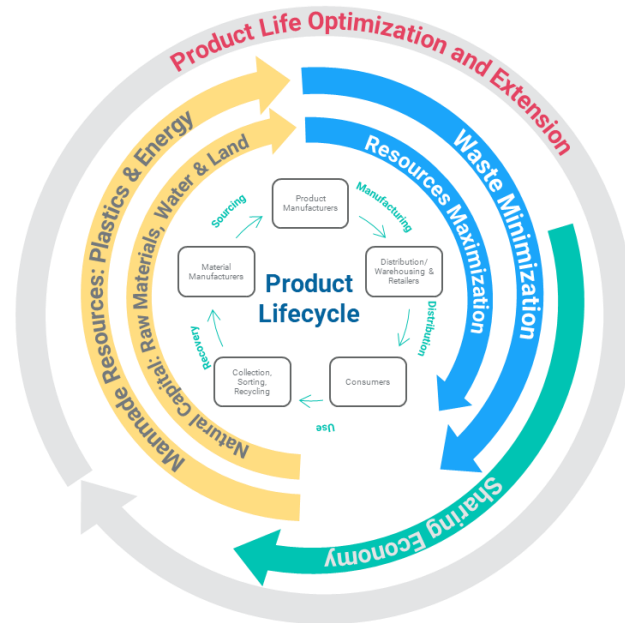 Product Life Optimization and Extension
Manmade Resources: Plastics & Energy
Natural Capital: Raw Materials, Water & Land
Waste Minimization
Resources Maximization
Sharing Economy
Sourcing
Product
Manufacturers
Manufacturing
Material
Manufacturers
Distribution/
Warehousing &
Retailers
Product
Lifecycle
Recovery
Distribution
Collection,
Sorting,
Recycling
Consumers
Use